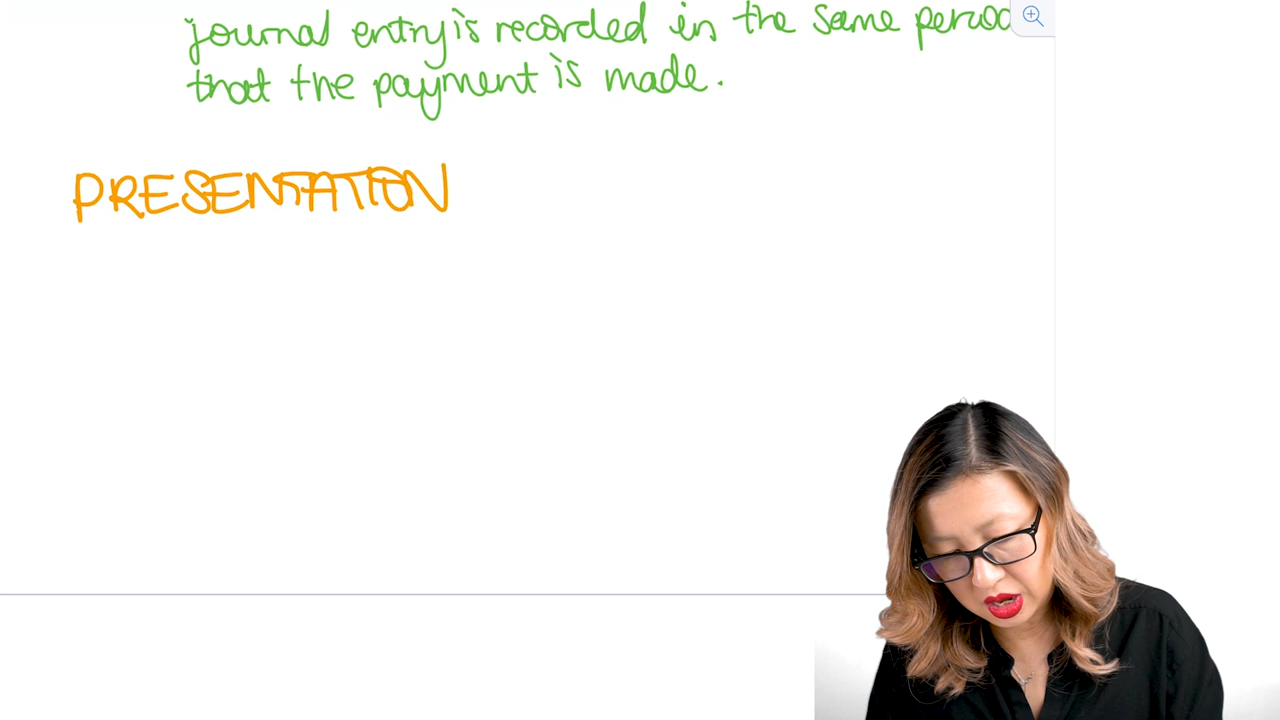 journal entry is recorded in the same period
that the payment is made.
PRESENTATION